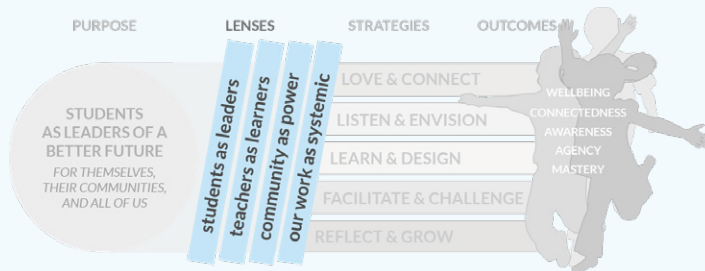 PURPOSE
LENSES
STRATEGIES
OUTCOMES
STUDENTS
AS LEADERS OF A
BETTER FUTURE
FOR THEMSELVES,
THEIR COMMUNITIES,
AND ALL OF US
students as leaders
teachers as learners
community as power
our work as systemic
LOVE & CONNECT
LISTEN & ENVISION
LEARN & DESIGN
FACILITATE & CHALLENGE
REFLECT & GROW
WELLBEING
CONNECTEDNESS
AWARENESS
AGENCY
MASTERY